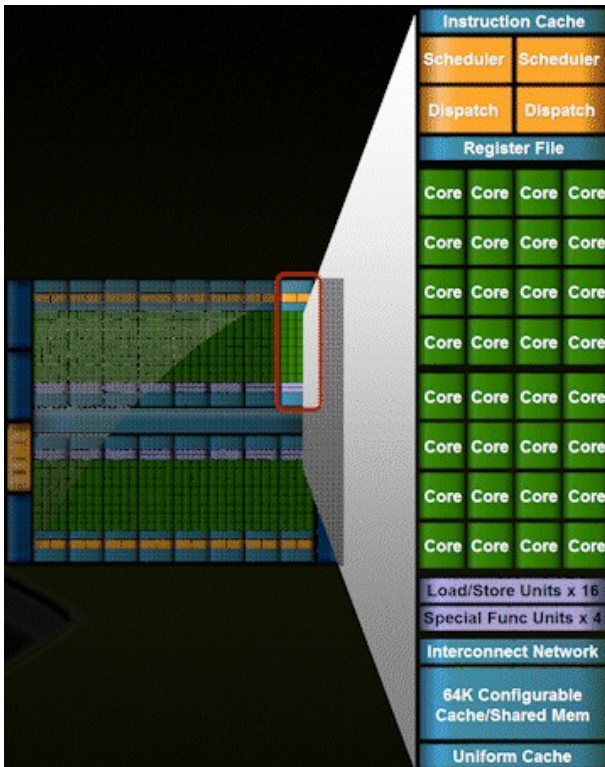 Instruction Cache
Scheduler Scheduler
Dispatch Dispatch
Register File
Core Core Core Core
Core Core Core Core
Core Core Core Core
Core Core Core Core
Core Core Core Core
Core Core Core Core
Core Core Core Core
Core Core Core Core
Load/Store Units x 16
Special Func Units x 4
Interconnect Network
64K Configurable
Cache/Shared Mem
Uniform Cache